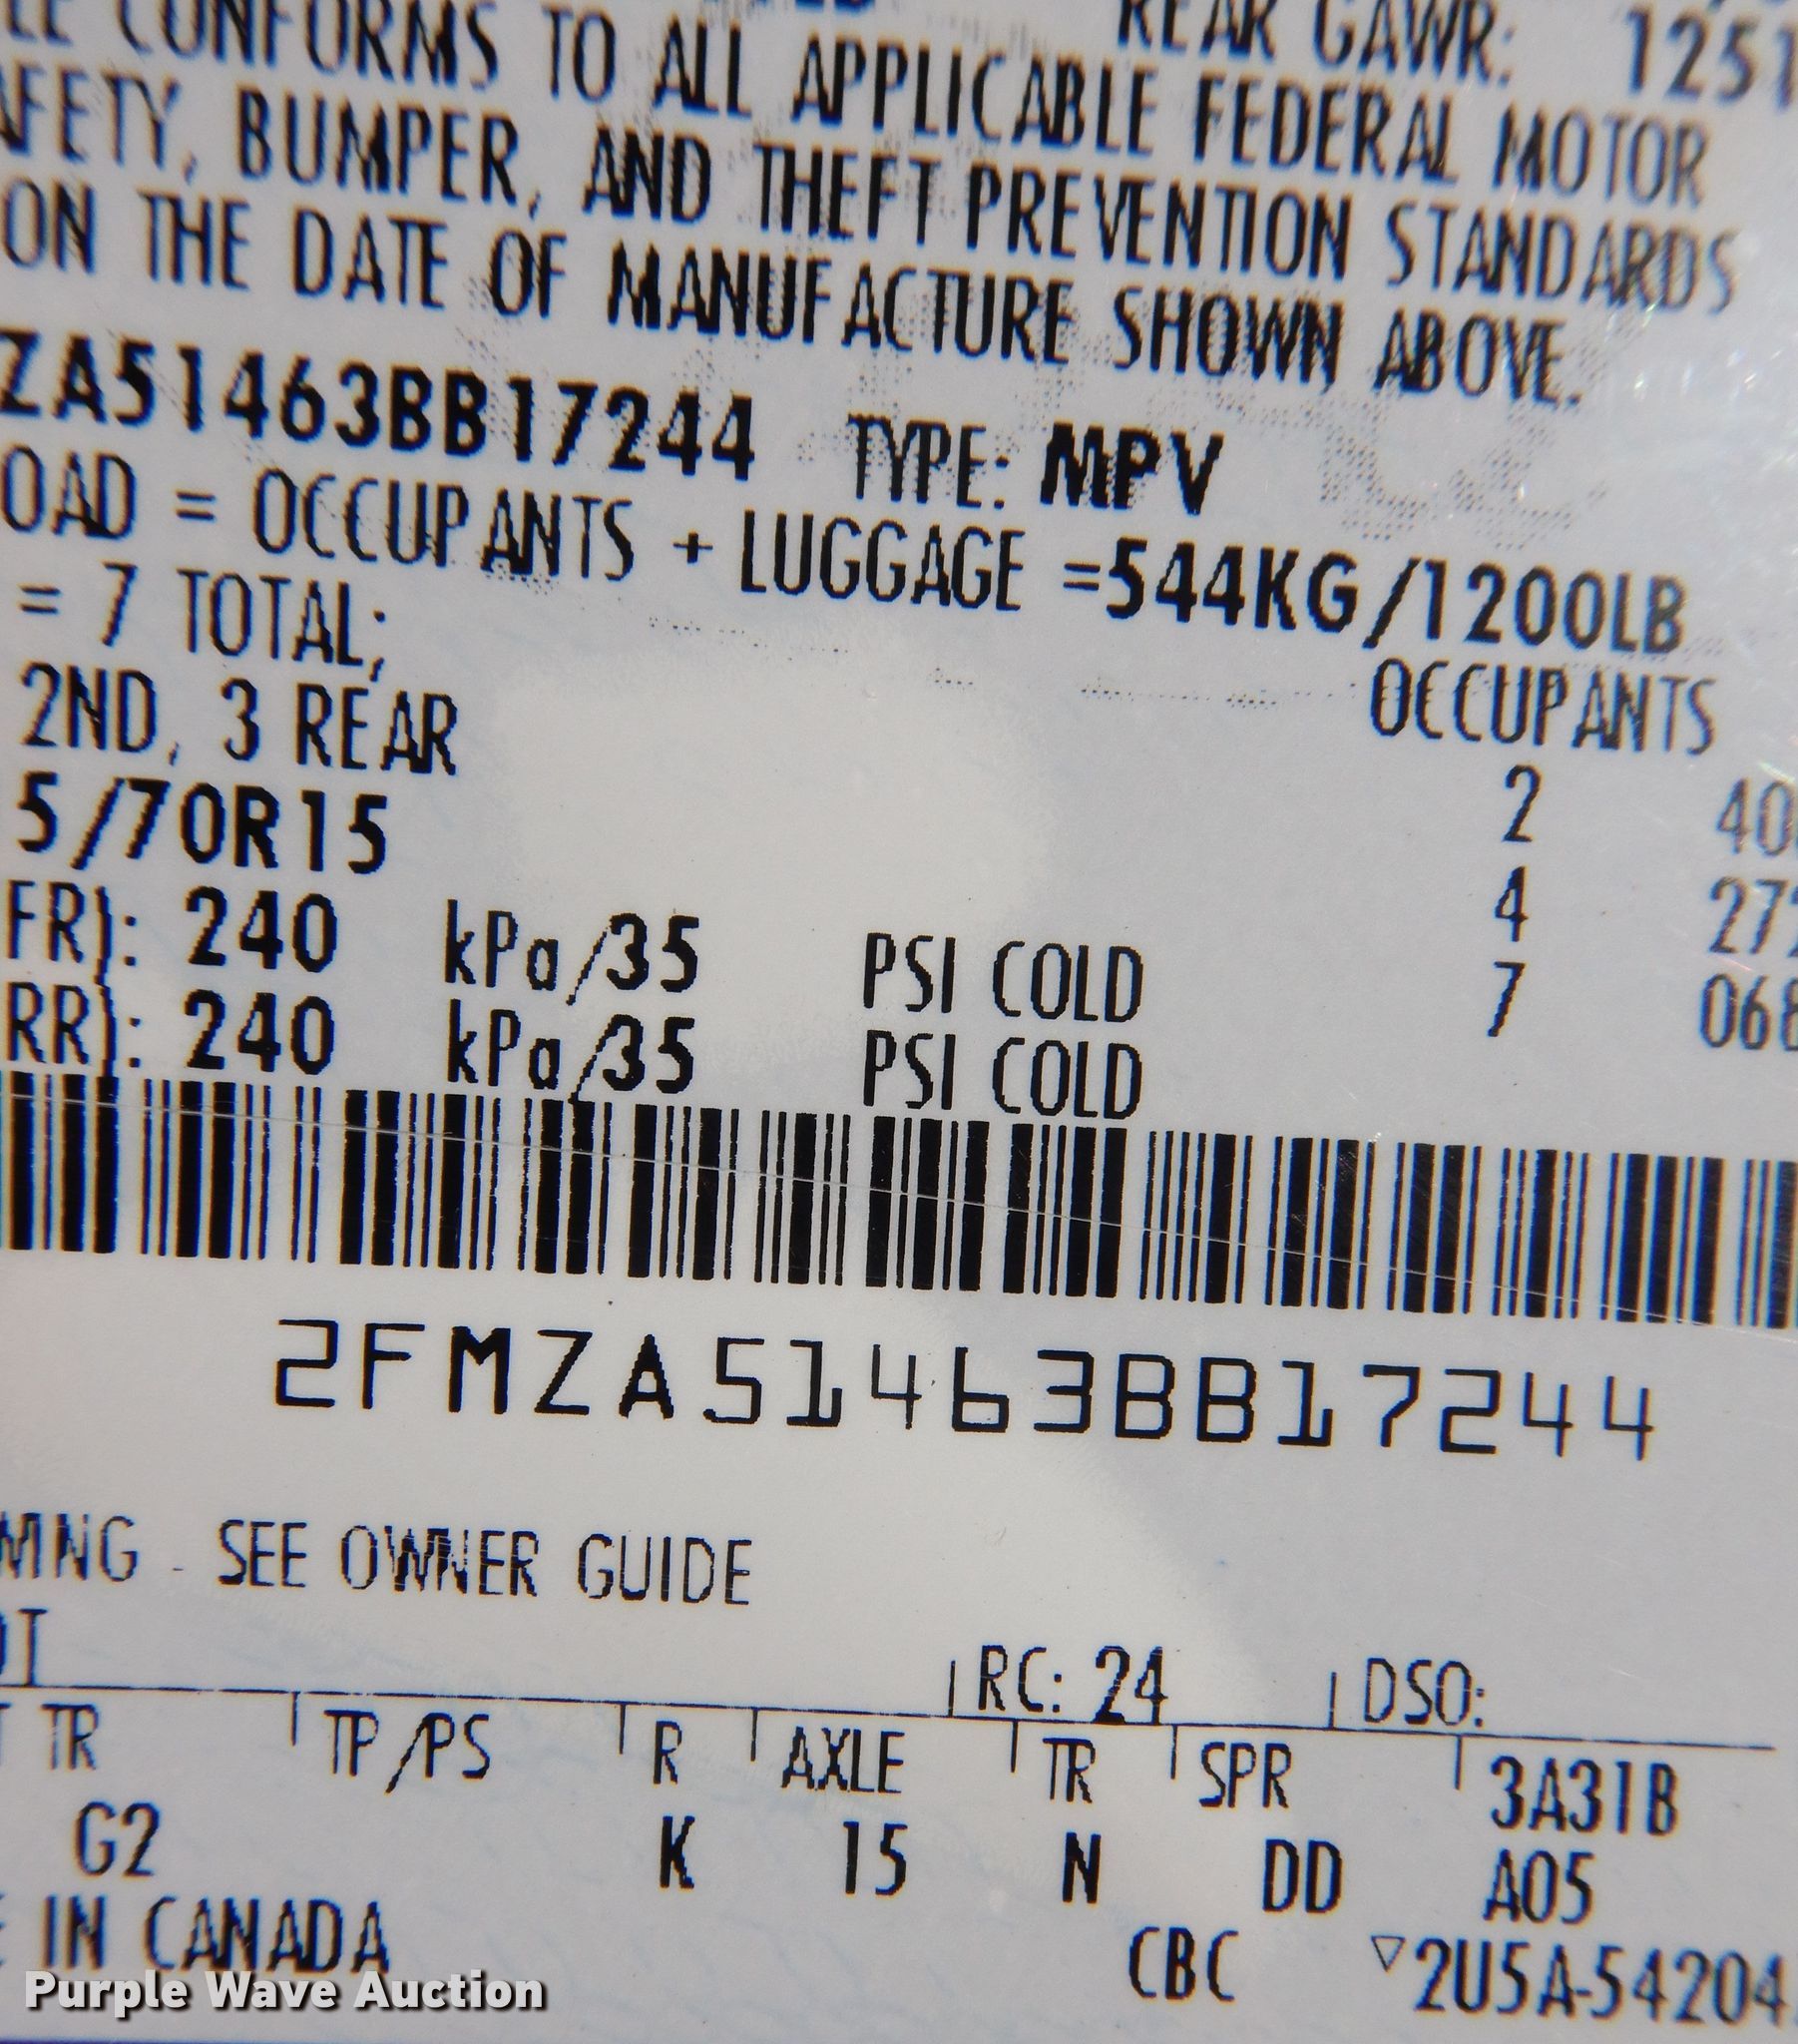 REAR GAWR: 1251
LE CONFORMS TO ALL APPLICABLE FEDERAL MOTOR
AFETY, BUMPER, AND THEFT PREVENTION STANDARDS
ON THE DATE OF MANUFACTURE SHOWN ABOVE.
ZA51463BB17244 TYPE: MPV
OAD = OCCUPANTS + LUGGAGE =544KG/1200LB
= 7 TOTAL; OCCUPANTS
2ND, 3 REAR 2 40
5/70R15 4 272
FR): 240 kPa/35 PSI COLD 7 068
RR): 240 kPa/35 PSI COLD
2FMZA51463BB17244
MING - SEE OWNER GUIDE
RC: 24 DSO:
TR TP/PS R AXLE TR SPR 3A31B
G2 K 15 N DD A05
IN CANADA CBC ▽2U5A-54204
Purple Wave Auction